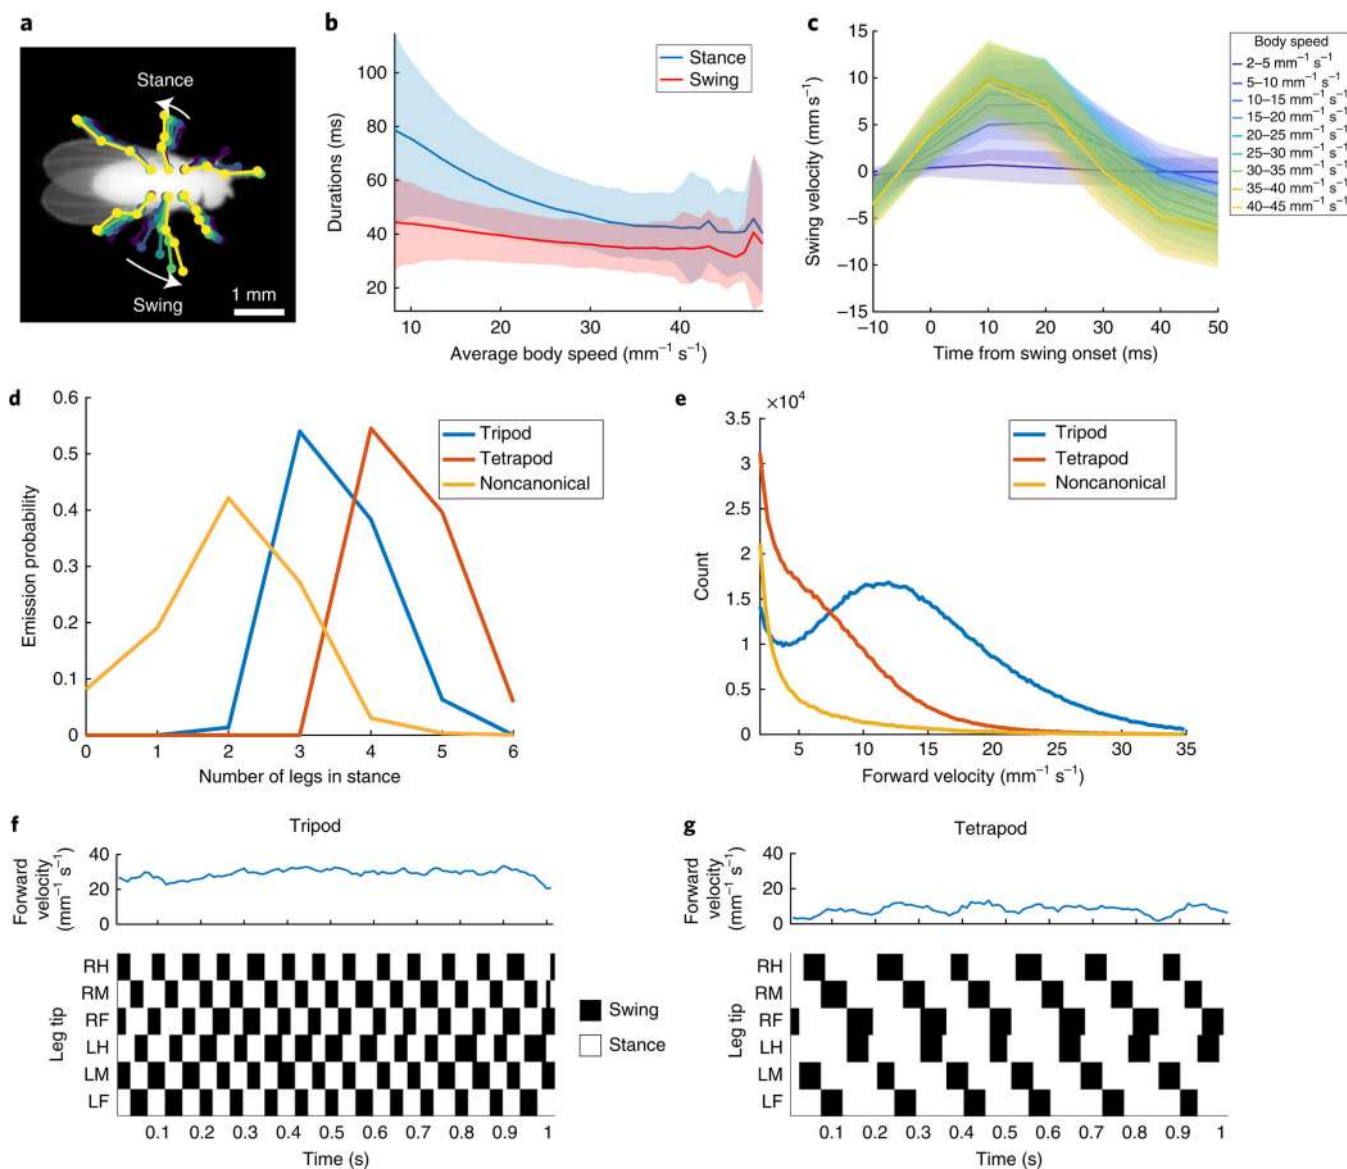 a
Stance
Swing
1 mm
b
Stance
Swing
100
80
60
40
20
Durations (ms)
10 20 30 40
Average body speed (mm⁻¹ s⁻¹)
c
15
10
5
0
−5
−10
−15
Swing velocity (mm s⁻¹)
−10 0 10 20 30 40 50
Time from swing onset (ms)
Body speed
2–5 mm⁻¹ s⁻¹
5–10 mm⁻¹ s⁻¹
10–15 mm⁻¹ s⁻¹
15–20 mm⁻¹ s⁻¹
20–25 mm⁻¹ s⁻¹
25–30 mm⁻¹ s⁻¹
30–35 mm⁻¹ s⁻¹
35–40 mm⁻¹ s⁻¹
40–45 mm⁻¹ s⁻¹
d
0.6
0.5
0.4
0.3
0.2
0.1
0
Emission probability
Tripod
Tetrapod
Noncanonical
0 1 2 3 4 5 6
Number of legs in stance
e
×10⁴
3.5
3
2.5
2
1.5
1
0.5
0
Count
Tripod
Tetrapod
Noncanonical
5 10 15 20 25 30 35
Forward velocity (mm⁻¹ s⁻¹)
f
Tripod
Forward
velocity
(mm⁻¹ s⁻¹)
40
20
0
Leg tip
RH
RM
RF
LH
LM
LF
0.1 0.2 0.3 0.4 0.5 0.6 0.7 0.8 0.9 1
Time (s)
Swing
Stance
g
Tetrapod
Forward
velocity
(mm⁻¹ s⁻¹)
40
20
0
Leg tip
RH
RM
RF
LH
LM
LF
0.1 0.2 0.3 0.4 0.5 0.6 0.7 0.8 0.9 1
Time (s)